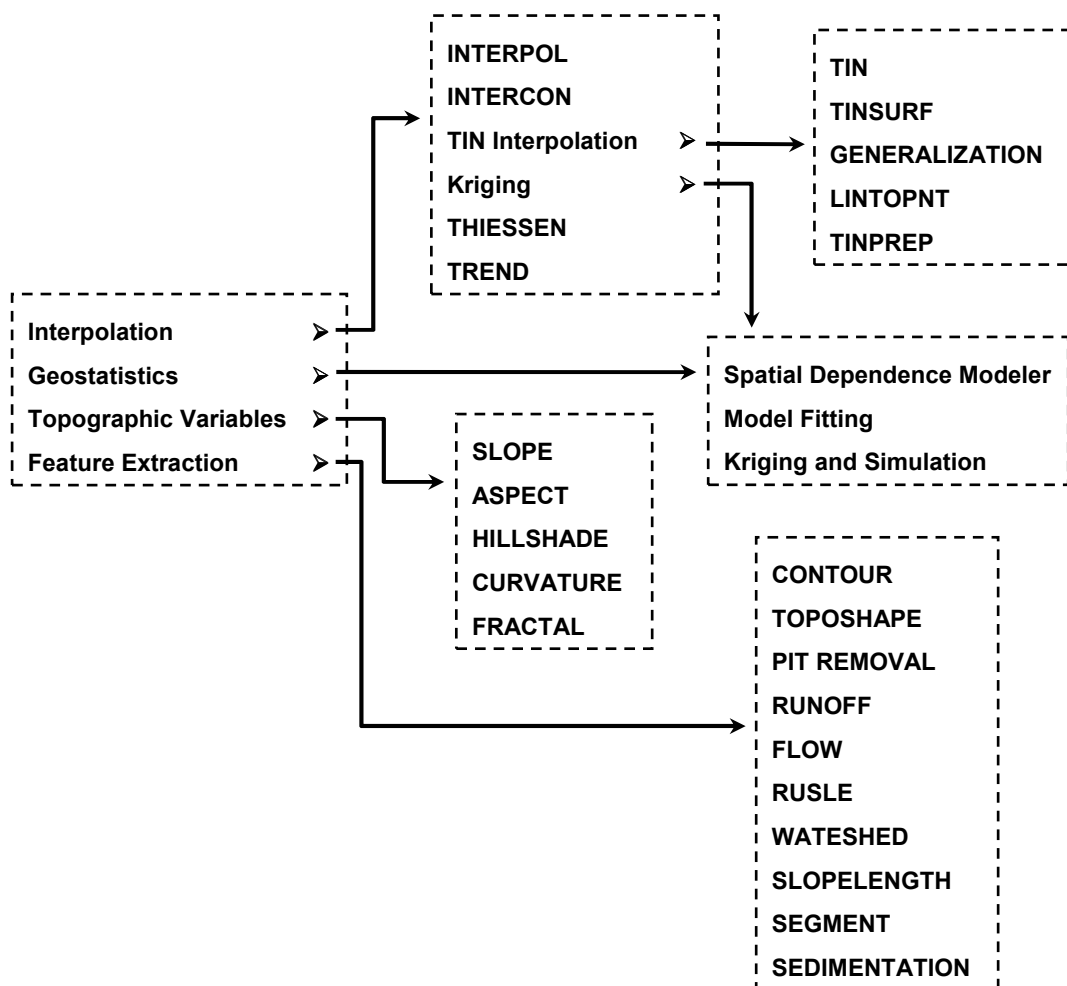 INTERPOL
INTERCON
TIN Interpolation
Kriging
THIESSEN
TREND
TIN
TINSURF
GENERALIZATION
LINTOPNT
TINPREP
Interpolation
Geostatistics
Topographic Variables
Feature Extraction
Spatial Dependence Modeler
Model Fitting
Kriging and Simulation
SLOPE
ASPECT
HILLSHADE
CURVATURE
FRACTAL
CONTOUR
TOPOSHAPE
PIT REMOVAL
RUNOFF
FLOW
RUSLE
WATESHED
SLOPELENGTH
SEGMENT
SEDIMENTATION